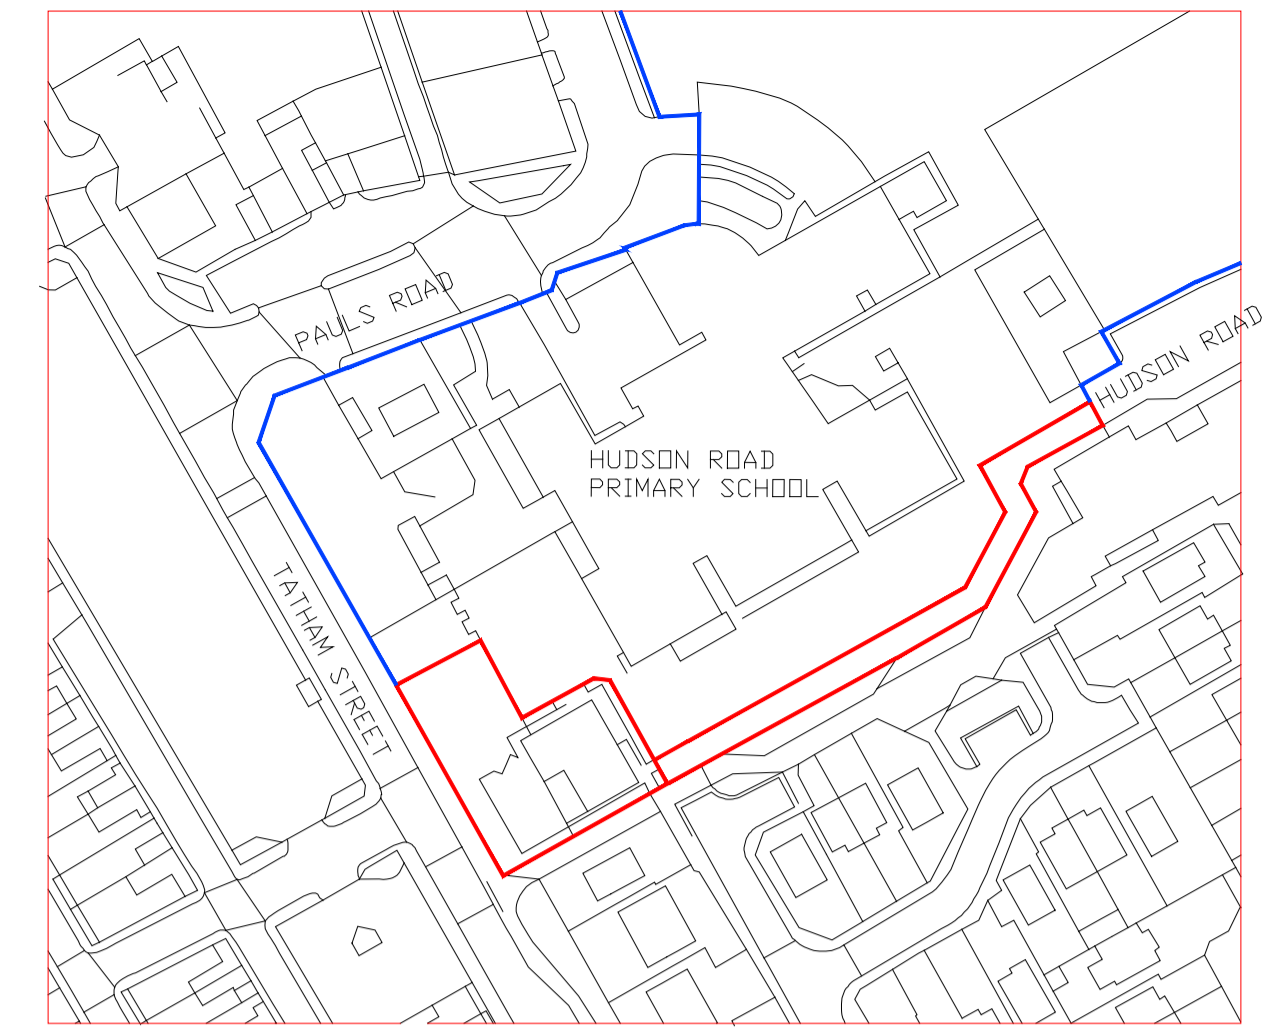 PAULS ROAD
HUDSON ROAD
HUDSON ROAD
PRIMARY SCHOOL
TATHAM STREET